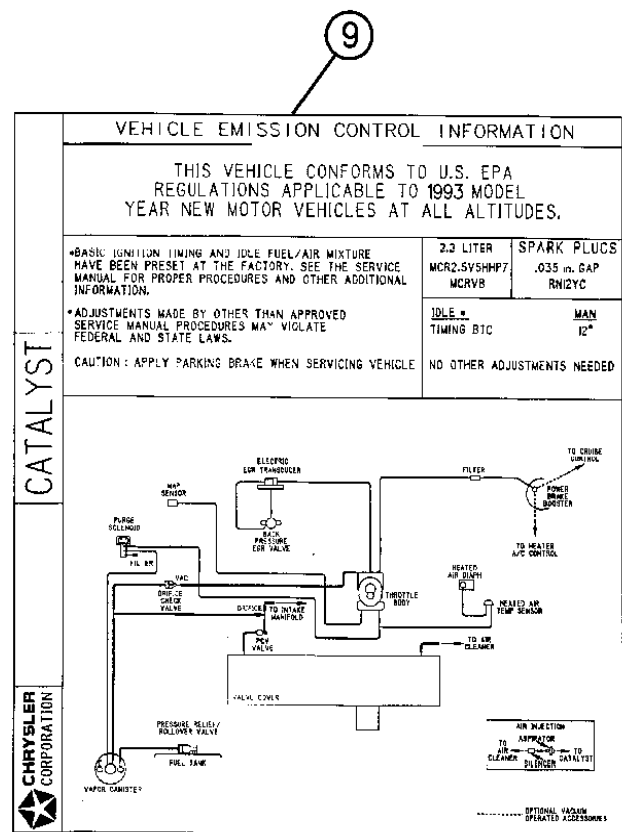 9
VEHICLE EMISSION CONTROL INFORMATION
THIS VEHICLE CONFORMS TO U.S. EPA
REGULATIONS APPLICABLE TO 1993 MODEL
YEAR NEW MOTOR VEHICLES AT ALL ALTITUDES.
•BASIC IGNITION TIMING AND IDLE FUEL/AIR MIXTURE
HAVE BEEN PRESET AT THE FACTORY. SEE THE SERVICE
MANUAL FOR PROPER PROCEDURES AND OTHER ADDITIONAL
INFORMATION.
•ADJUSTMENTS MADE BY OTHER THAN APPROVED
SERVICE MANUAL PROCEDURES MAY VIOLATE
FEDERAL AND STATE LAWS.
CAUTION : APPLY PARKING BRAKE WHEN SERVICING VEHICLE
2.2 LITER
MCR2.5V5HHP7
MCRVB
SPARK PLUGS
.035 in. GAP
RN12YC
IDLE • MAN
TIMING BTC 12°
NO OTHER ADJUSTMENTS NEEDED
CATALYST
CHRYSLER
CORPORATION
ELECTRIC
EGR TRANSDUCER
MAP
SENSOR
BACK
PRESSURE
EGR VALVE
FILTER
TO CRUISE
CONTROL
POWER
BRAKE
BOOSTER
TO HEATER
A/C CONTROL
PURGE
SOLENOID
FILTER
VAC
ORIFICE
CHECK
VALVE
TO INTAKE
MANIFOLD
PCV
VALVE
THROTTLE
BODY
HEATED
AIR DIAPH
HEATED AIR
TEMP SENSOR
TO AIR
CLEANER
VALVE COVER
PRESSURE RELIEF/
ROLLOVER VALVE
FUEL TANK
VAPOR CANISTER
AIR INJECTION
ASPIRATOR
TO
AIR
CLEANER
SILENCER
TO
CATALYST
OPTIONAL VACUUM
OPERATED ACCESSORIES